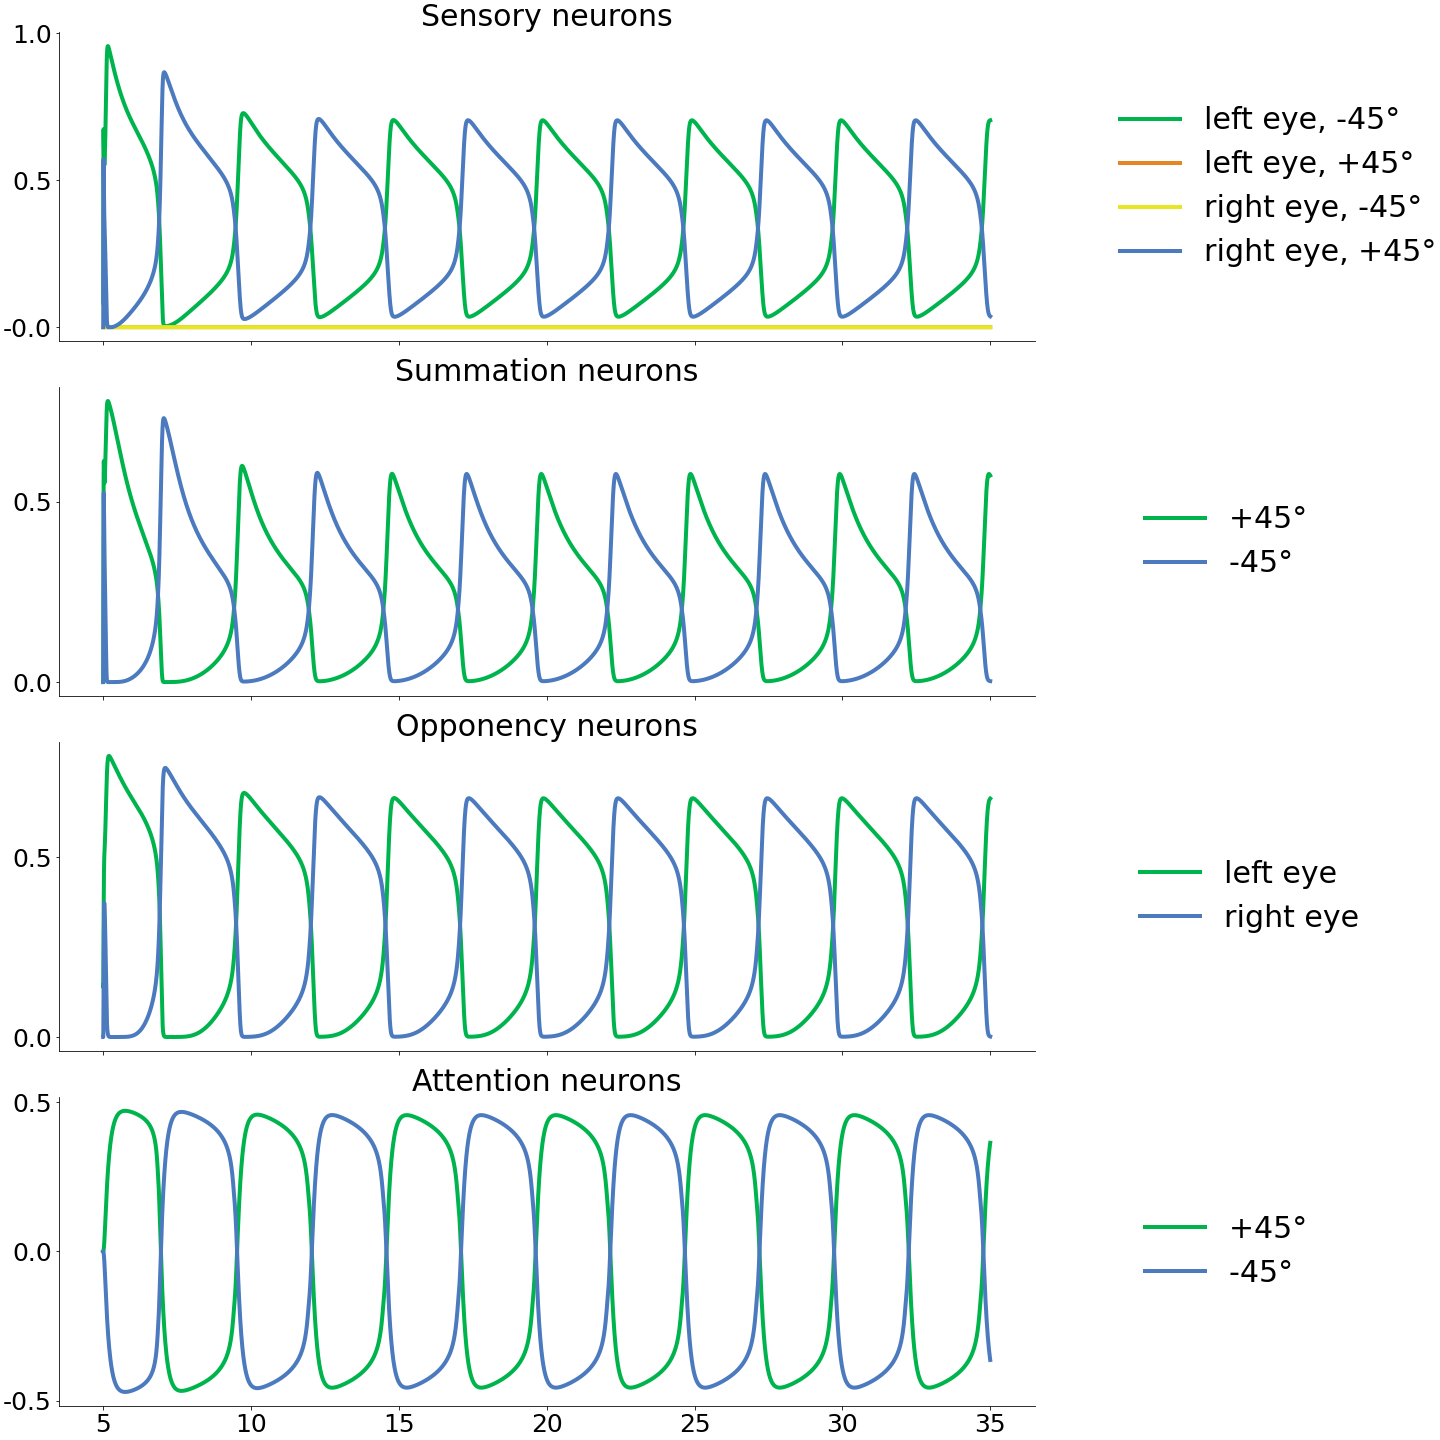 Sensory neurons
1.0
0.5
-0.0
left eye, -45°
left eye, +45°
right eye, -45°
right eye, +45°
Summation neurons
0.5
0.0
+45°
-45°
Opponency neurons
0.5
0.0
left eye
right eye
Attention neurons
0.5
0.0
-0.5
+45°
-45°
5 10 15 20 25 30 35